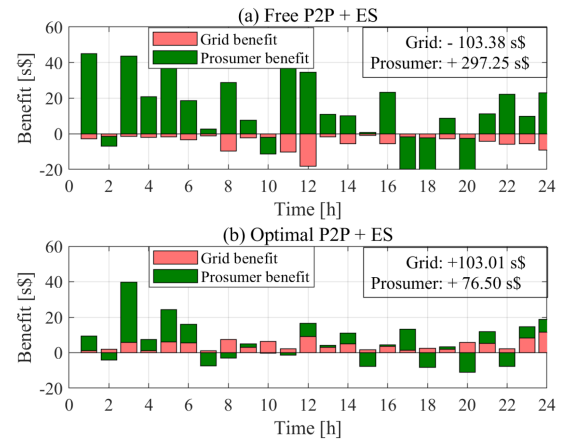 (a) Free P2P + ES
Grid benefit
Prosumer benefit
Grid: - 103.38 s$
Prosumer: + 297.25 s$
Benefit [s$]
60
40
20
0
-20
0 2 4 6 8 10 12 14 16 18 20 22 24
Time [h]
(b) Optimal P2P + ES
Grid benefit
Prosumer benefit
Grid: +103.01 s$
Prosumer: + 76.50 s$
Benefit [s$]
60
40
20
0
-20
0 2 4 6 8 10 12 14 16 18 20 22 24
Time [h]